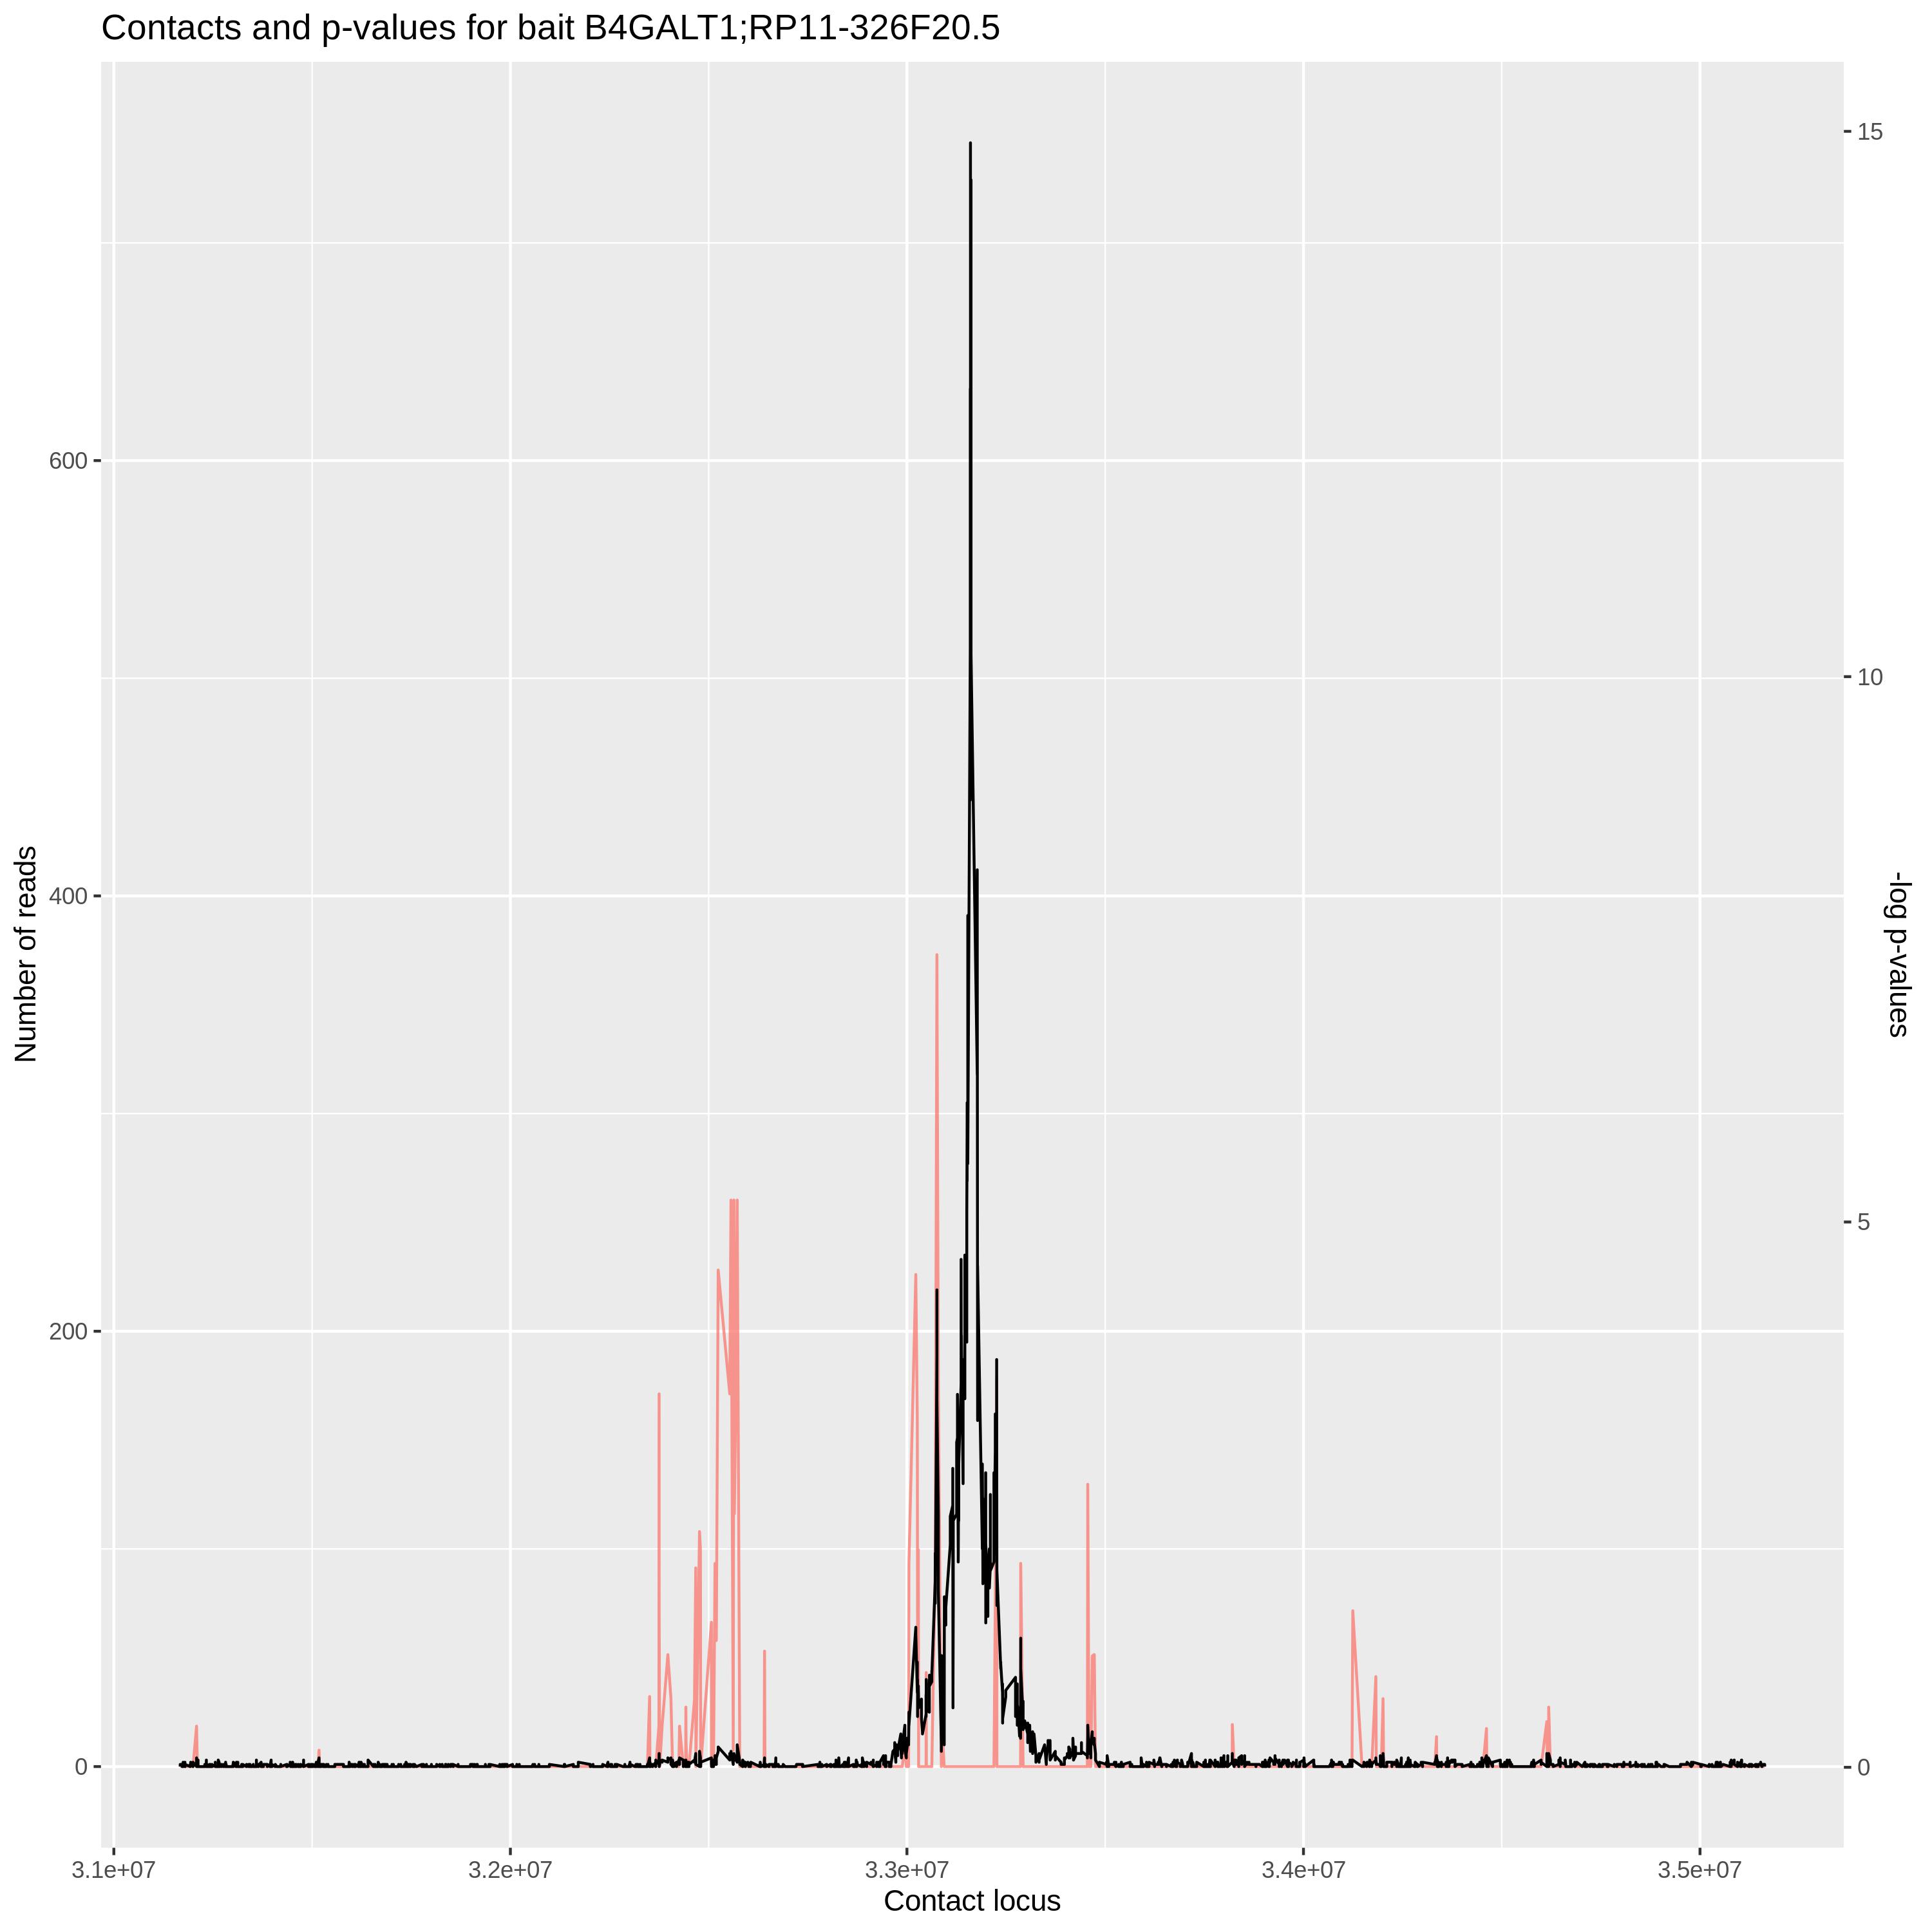 Contacts and p-values for bait B4GALT1;RP11-326F20.5
Number of reads
600
400
200
0
15
10
5
0
-log p-values
3.1e+07
3.2e+07
3.3e+07
3.4e+07
3.5e+07
Contact locus